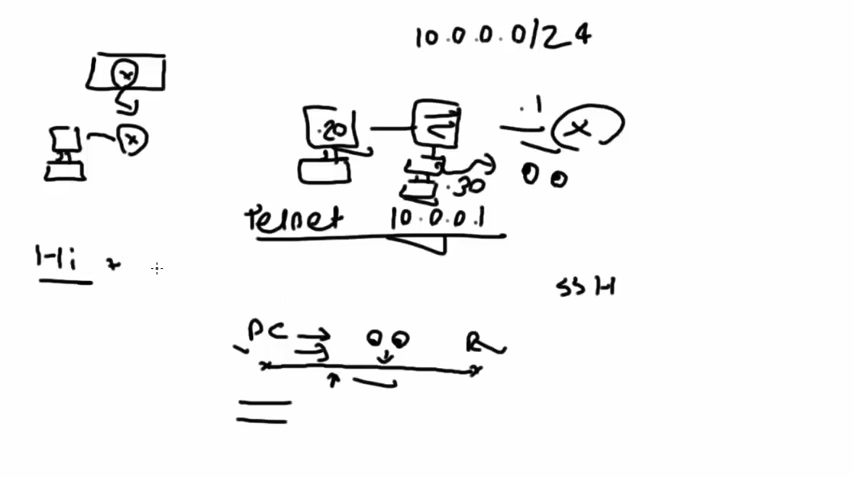 10.0.0.0/24
x
.1
.20
x
x
.30
Telnet 10.0.0.1
Hi
SSH
PC R